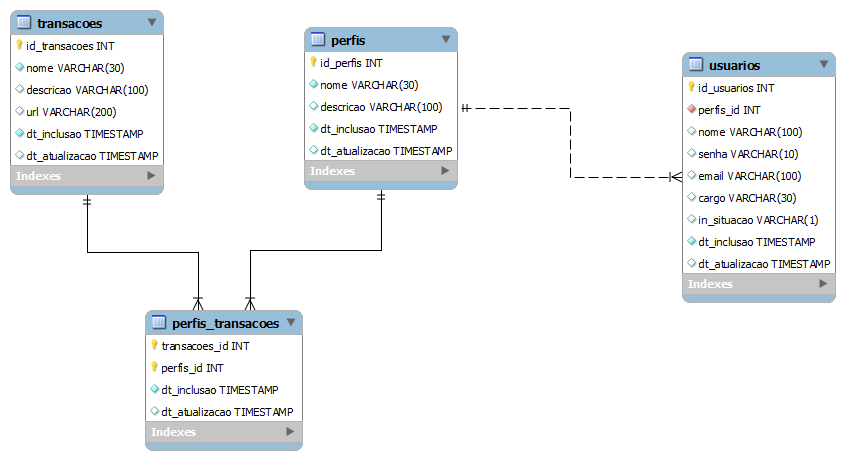 transacoes
id_transacoes INT
nome VARCHAR(30)
descricao VARCHAR(100)
url VARCHAR(200)
dt_inclusao TIMESTAMP
dt_atualizacao TIMESTAMP
Indexes
perfis
id_perfis INT
nome VARCHAR(30)
descricao VARCHAR(100)
dt_inclusao TIMESTAMP
dt_atualizacao TIMESTAMP
Indexes
usuarios
id_usuarios INT
perfis_id INT
nome VARCHAR(100)
senha VARCHAR(10)
email VARCHAR(100)
cargo VARCHAR(30)
in_situacao VARCHAR(1)
dt_inclusao TIMESTAMP
dt_atualizacao TIMESTAMP
Indexes
perfis_transacoes
transacoes_id INT
perfis_id INT
dt_inclusao TIMESTAMP
dt_atualizacao TIMESTAMP
Indexes